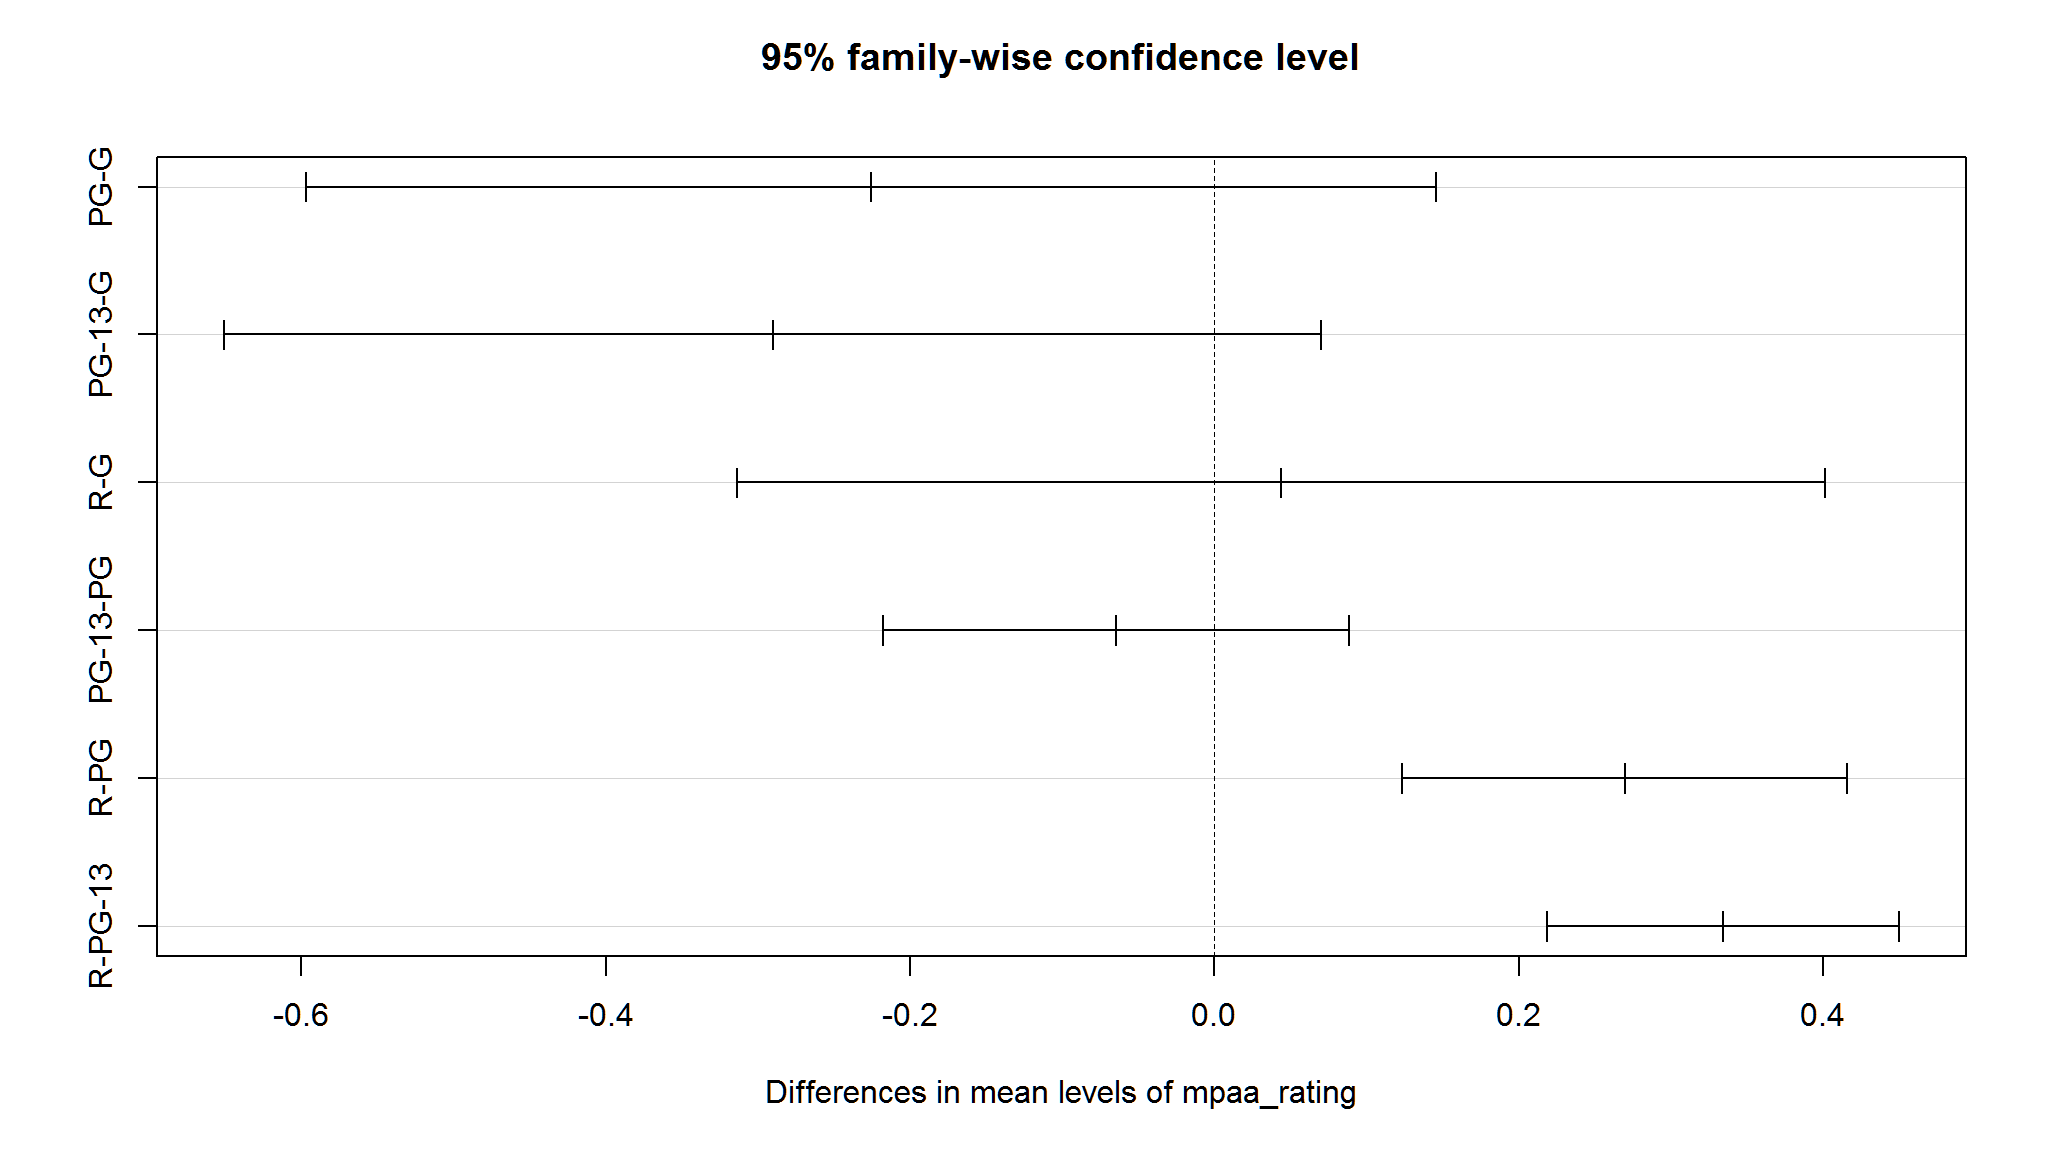 95% family-wise confidence level
PG-G
PG-13-G
R-G
PG-13-PG
R-PG
R-PG-13
-0.6 -0.4 -0.2 0.0 0.2 0.4
Differences in mean levels of mpaa_rating